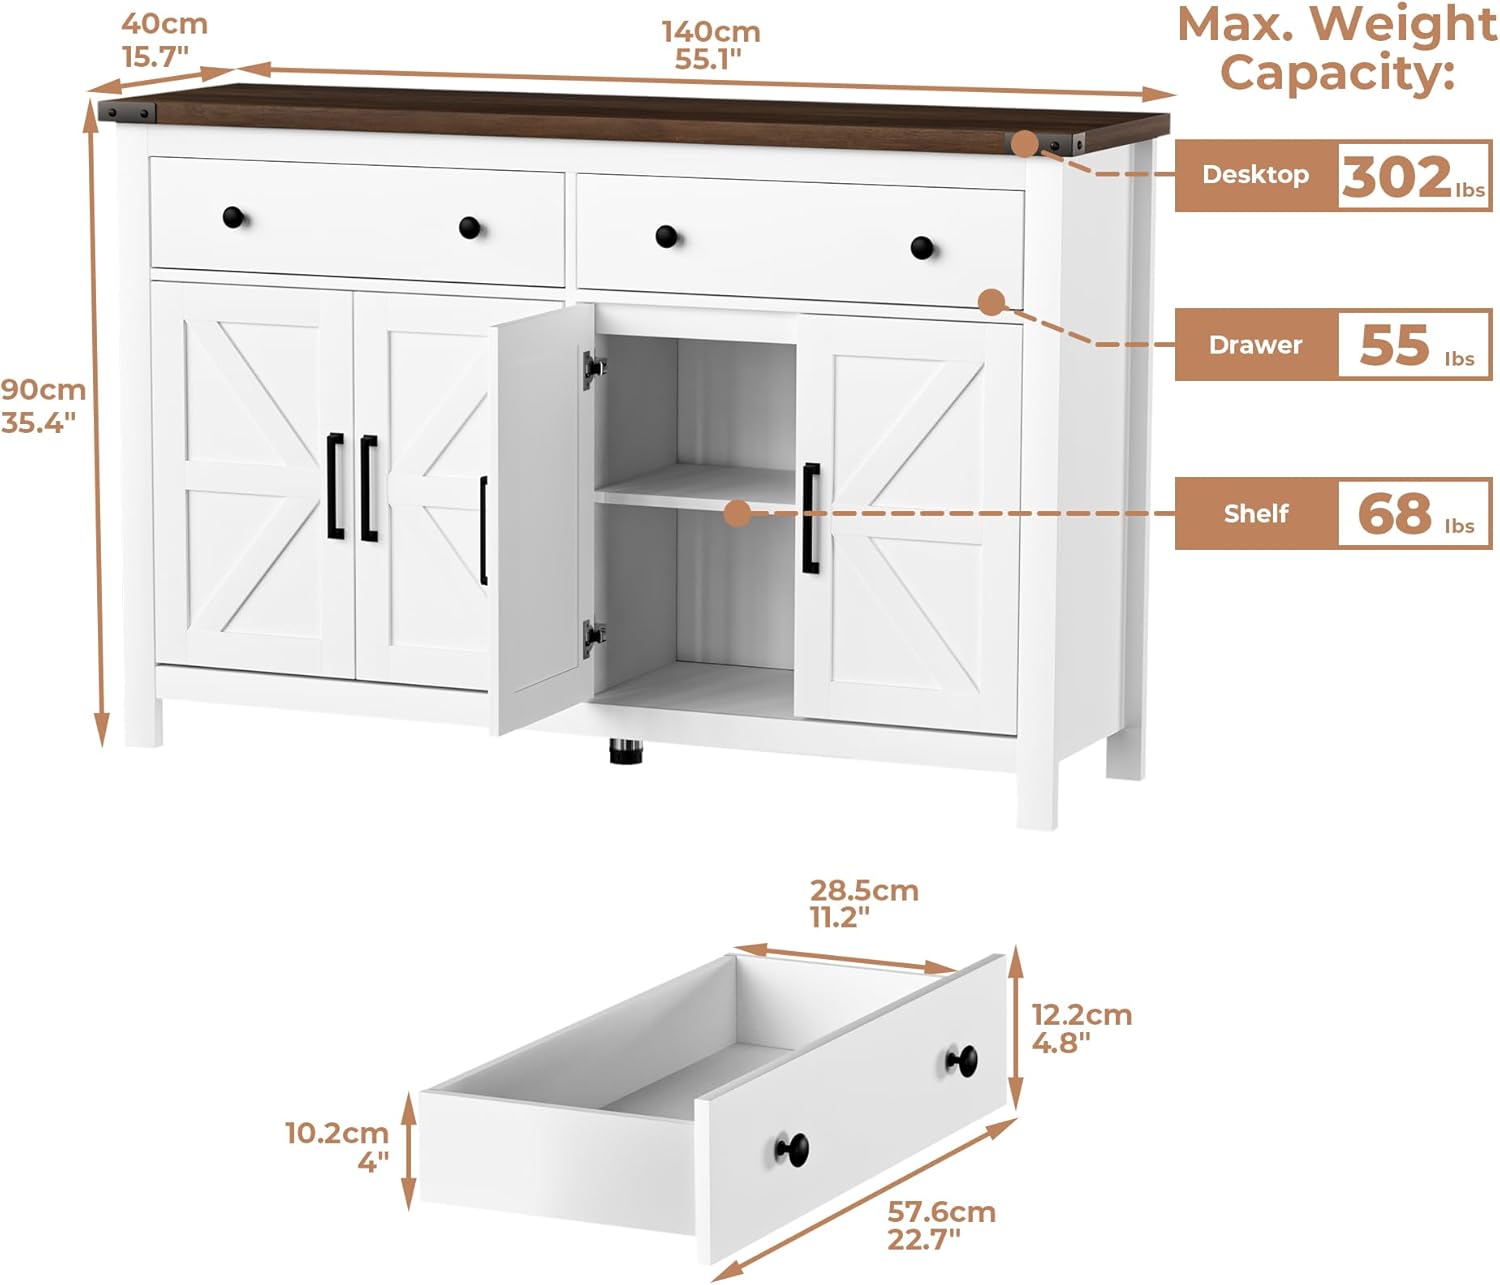 40cm
15.7"
140cm
55.1"
Max. Weight
Capacity:
Desktop 302 lbs
90cm
35.4"
Drawer 55 lbs
Shelf 68 lbs
28.5cm
11.2"
12.2cm
4.8"
10.2cm
4"
57.6cm
22.7"